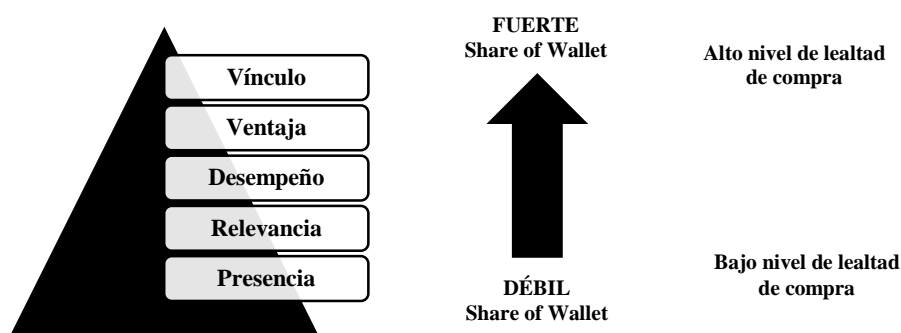 Vínculo
Ventaja
Desempeño
Relevancia
Presencia
FUERTE
Share of Wallet
DÉBIL
Share of Wallet
Alto nivel de lealtad
de compra
Bajo nivel de lealtad
de compra